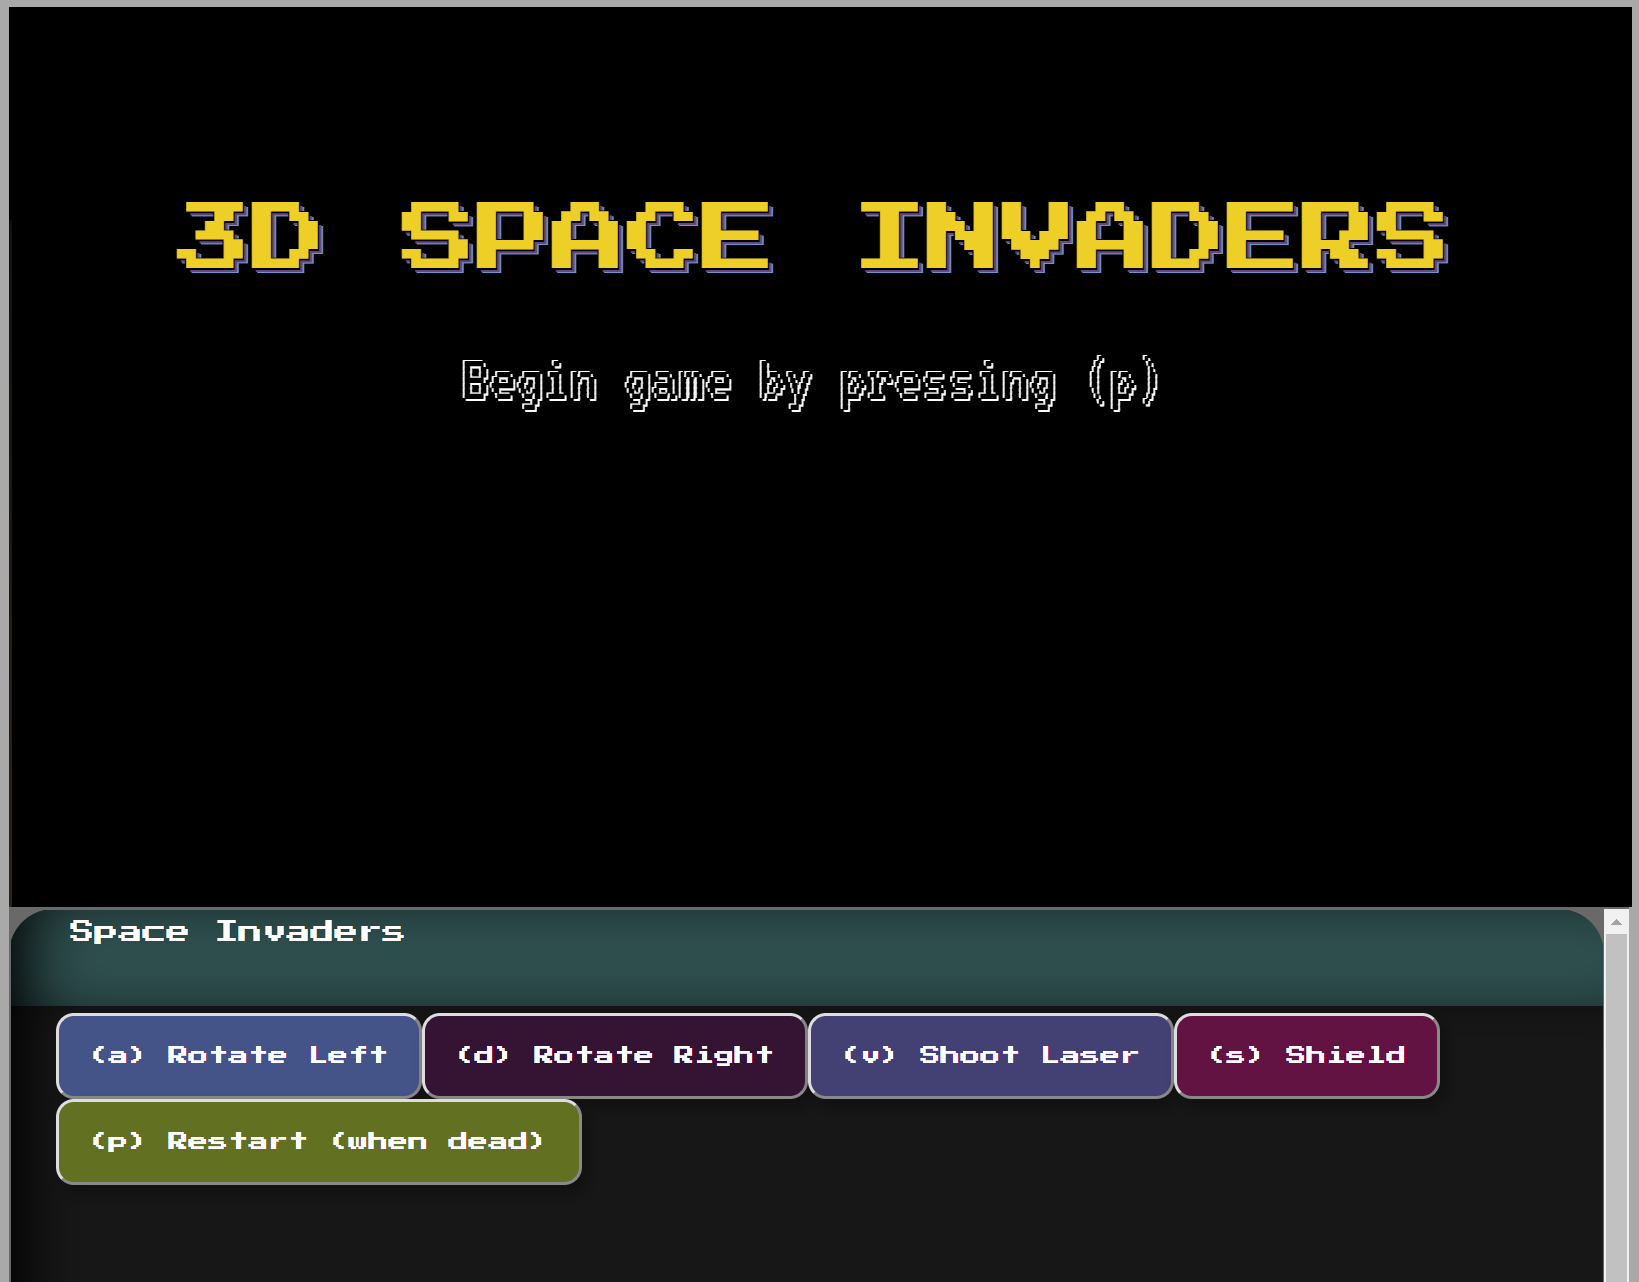 3D SPACE INVADERS
Begin game by pressing (p)
Space Invaders
(a) Rotate Left (d) Rotate Right (v) Shoot Laser (s) Shield
(p) Restart (when dead)